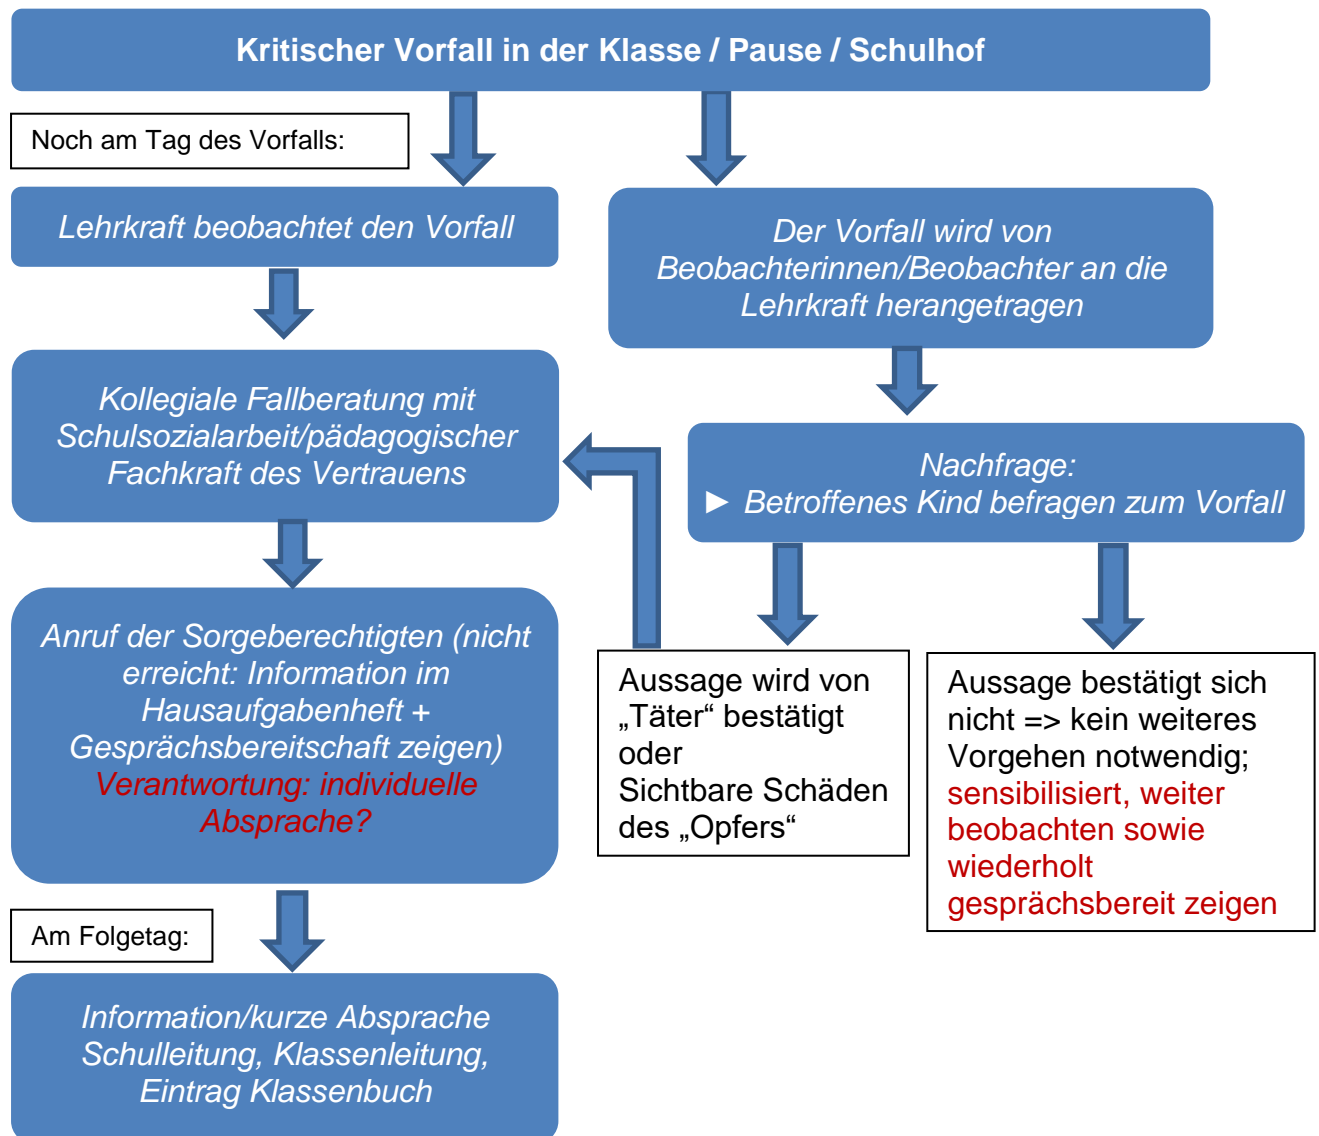 Kritischer Vorfall in der Klasse / Pause / Schulhof
Noch am Tag des Vorfalls:
Lehrkraft beobachtet den Vorfall
Der Vorfall wird von
Beobachterinnen/Beobachter an die
Lehrkraft herangetragen
Kollegiale Fallberatung mit
Schulsozialarbeit/pädagogischer
Fachkraft des Vertrauens
Nachfrage:
► Betroffenes Kind befragen zum Vorfall
Anruf der Sorgeberechtigten (nicht
erreicht: Information im
Hausaufgabenheft +
Gesprächsbereitschaft zeigen)
Verantwortung: individuelle
Absprache?
Aussage wird von
„Täter“ bestätigt
oder
Sichtbare Schäden
des „Opfers“
Aussage bestätigt sich
nicht => kein weiteres
Vorgehen notwendig;
sensibilisiert, weiter
beobachten sowie
wiederholt
gesprächsbereit zeigen
Am Folgetag:
Information/kurze Absprache
Schulleitung, Klassenleitung,
Eintrag Klassenbuch